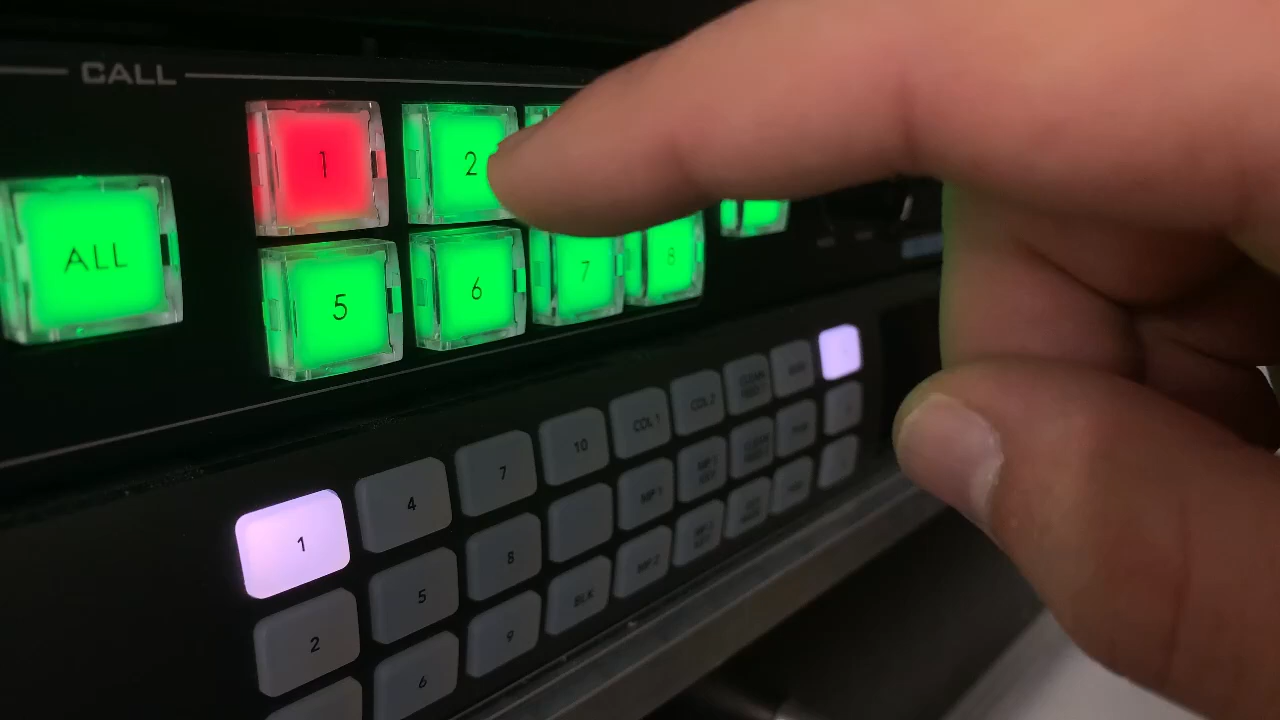 CALL
1 2
ALL
5 6 7 8
1 4 7 10 COL 1 COL 2 CLEAN
2 5 8 MP 1
6 9 BLK MP 2